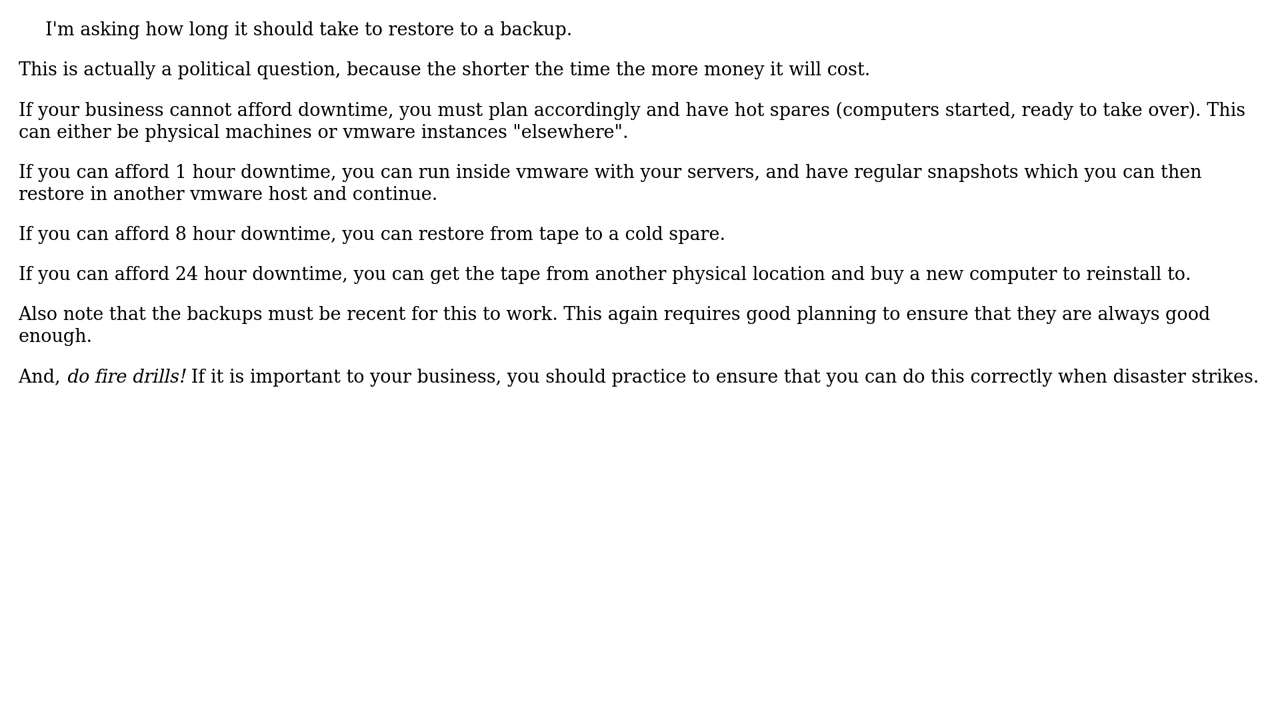 I'm asking how long it should take to restore to a backup.
This is actually a political question, because the shorter the time the more money it will cost.
If your business cannot afford downtime, you must plan accordingly and have hot spares (computers started, ready to take over). This
can either be physical machines or vmware instances "elsewhere".
If you can afford 1 hour downtime, you can run inside vmware with your servers, and have regular snapshots which you can then
restore in another vmware host and continue.
If you can afford 8 hour downtime, you can restore from tape to a cold spare.
If you can afford 24 hour downtime, you can get the tape from another physical location and buy a new computer to reinstall to.
Also note that the backups must be recent for this to work. This again requires good planning to ensure that they are always good
enough.
And, do fire drills! If it is important to your business, you should practice to ensure that you can do this correctly when disaster strikes.